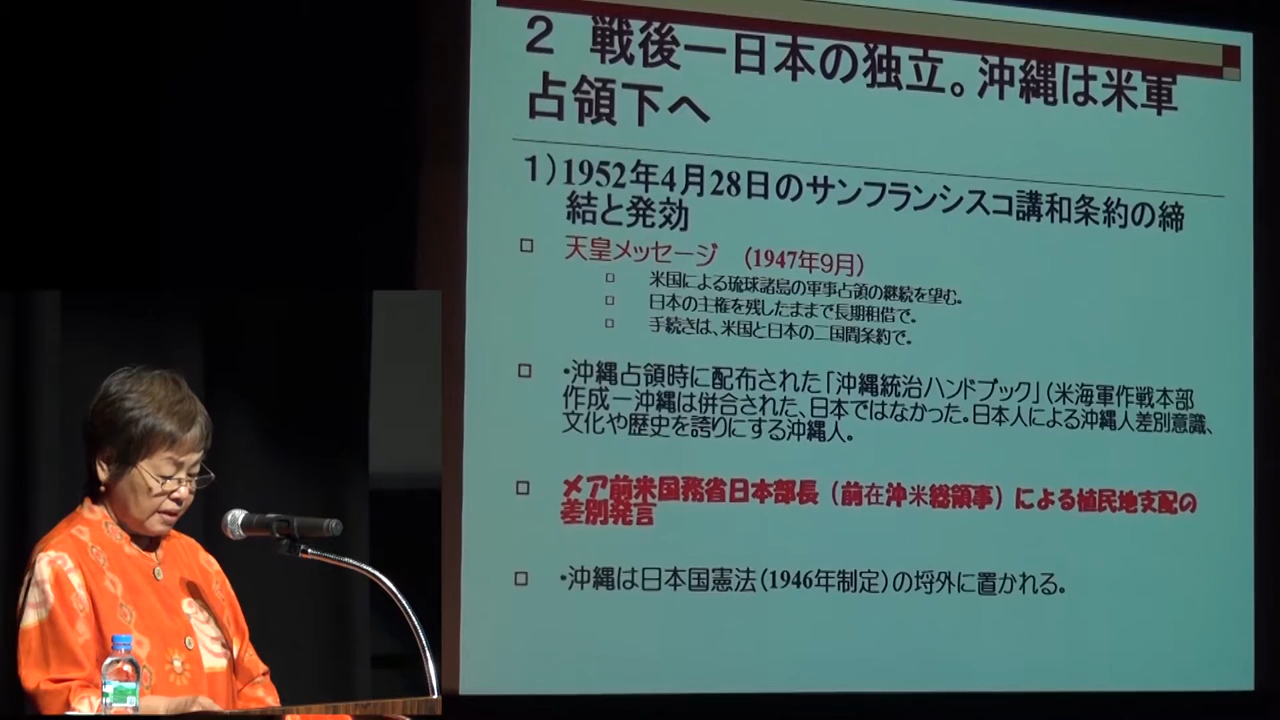 ２　戦後―日本の独立。沖縄は米軍
占領下へ
１）1952年4月28日のサンフランシスコ講和条約の締
結と発効
天皇メッセージ　（1947年９月）
米国による琉球諸島の軍事占領の継続を望む。
日本の主権を残したままで長期租借で。
手続きは、米国と日本の二国間条約で。
・沖縄占領時に配布された「沖縄統治ハンドブック」（米海軍作戦本部
作成―沖縄は併合された、日本ではなかった。日本人による沖縄人差別意識、
文化や歴史を誇りにする沖縄人。
メア前米国務省日本部長（前在沖米総領事）による植民地支配の
差別発言
・沖縄は日本国憲法（1946年制定）の埒外に置かれる。